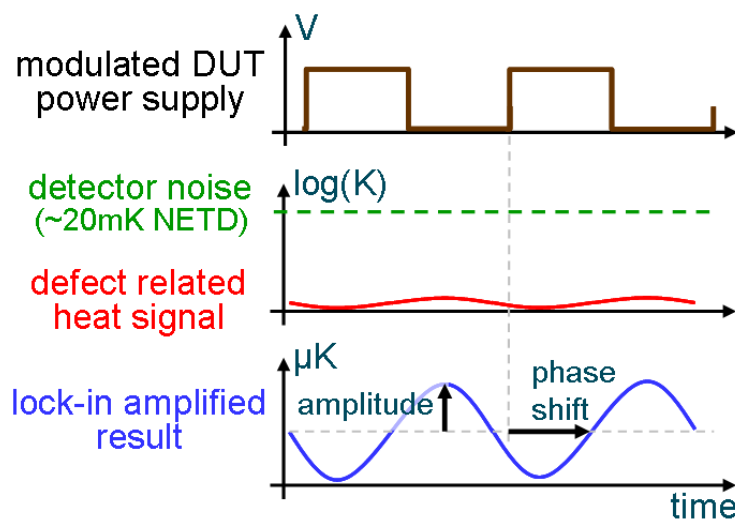 V
modulated DUT
power supply
log(K)
detector noise
(~20mK NETD)
defect related
heat signal
µK
lock-in amplified
result
amplitude
phase
shift
time